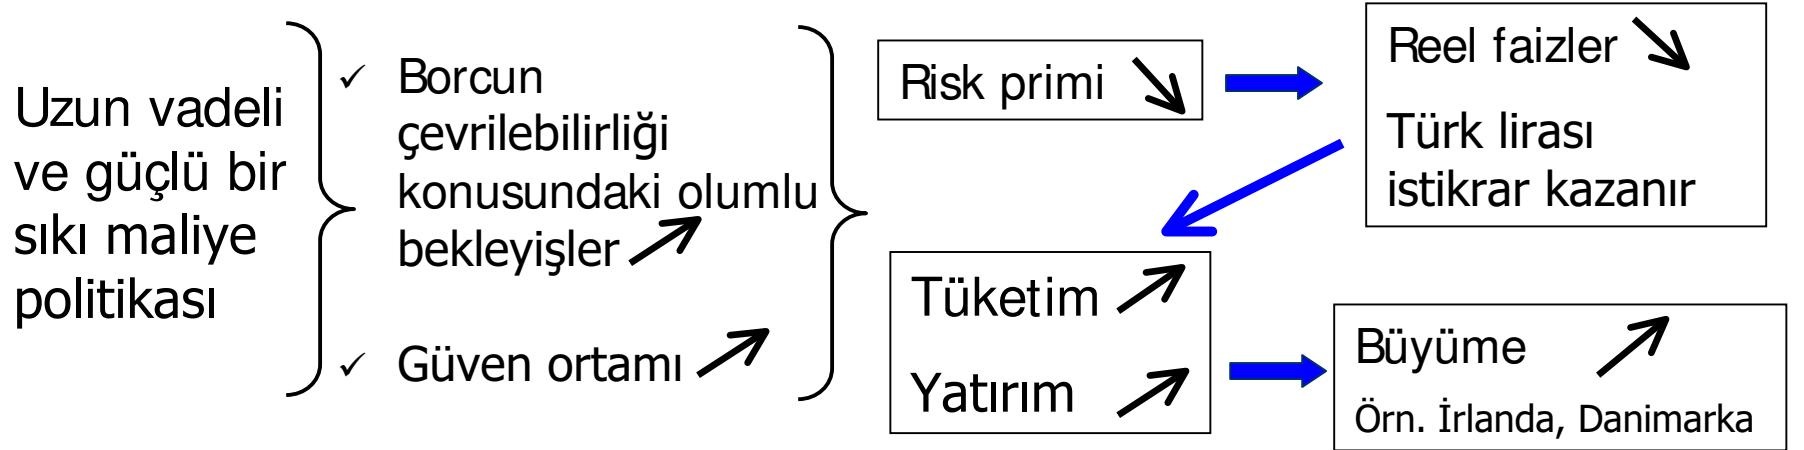 Uzun vadeli
ve güçlü bir
sıkı maliye
politikası
✓ Borcun
çevrilebilirliği
konusundaki olumlu
bekleyişler
✓ Güven ortamı
Risk primi
Reel faizler
Türk lirası
istikrar kazanır
Tüketim
Yatırım
Büyüme
Örn. İrlanda, Danimarka